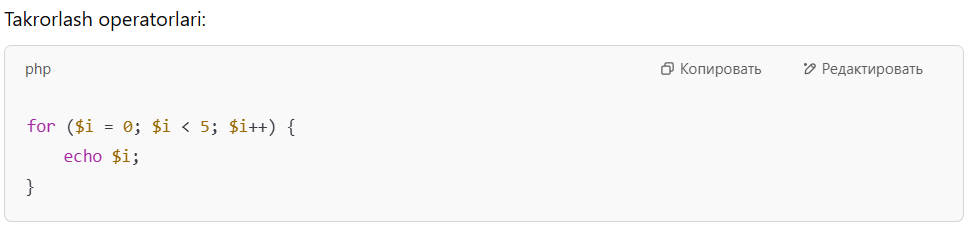 Takrorlash operatorlari:
php Копировать Редактировать
for ($i = 0; $i < 5; $i++) {
    echo $i;
}